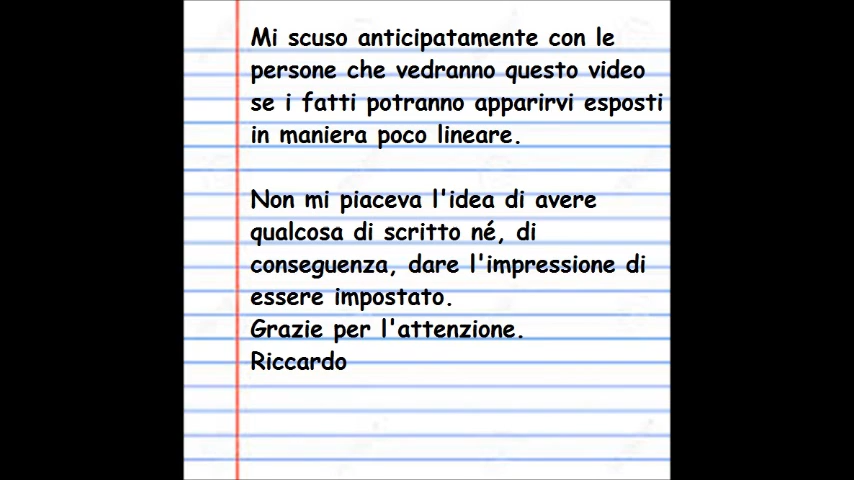 Mi scuso anticipatamente con le
persone che vedranno questo video
se i fatti potranno apparirvi esposti
in maniera poco lineare.
Non mi piaceva l'idea di avere
qualcosa di scritto né, di
conseguenza, dare l'impressione di
essere impostato.
Grazie per l'attenzione.
Riccardo